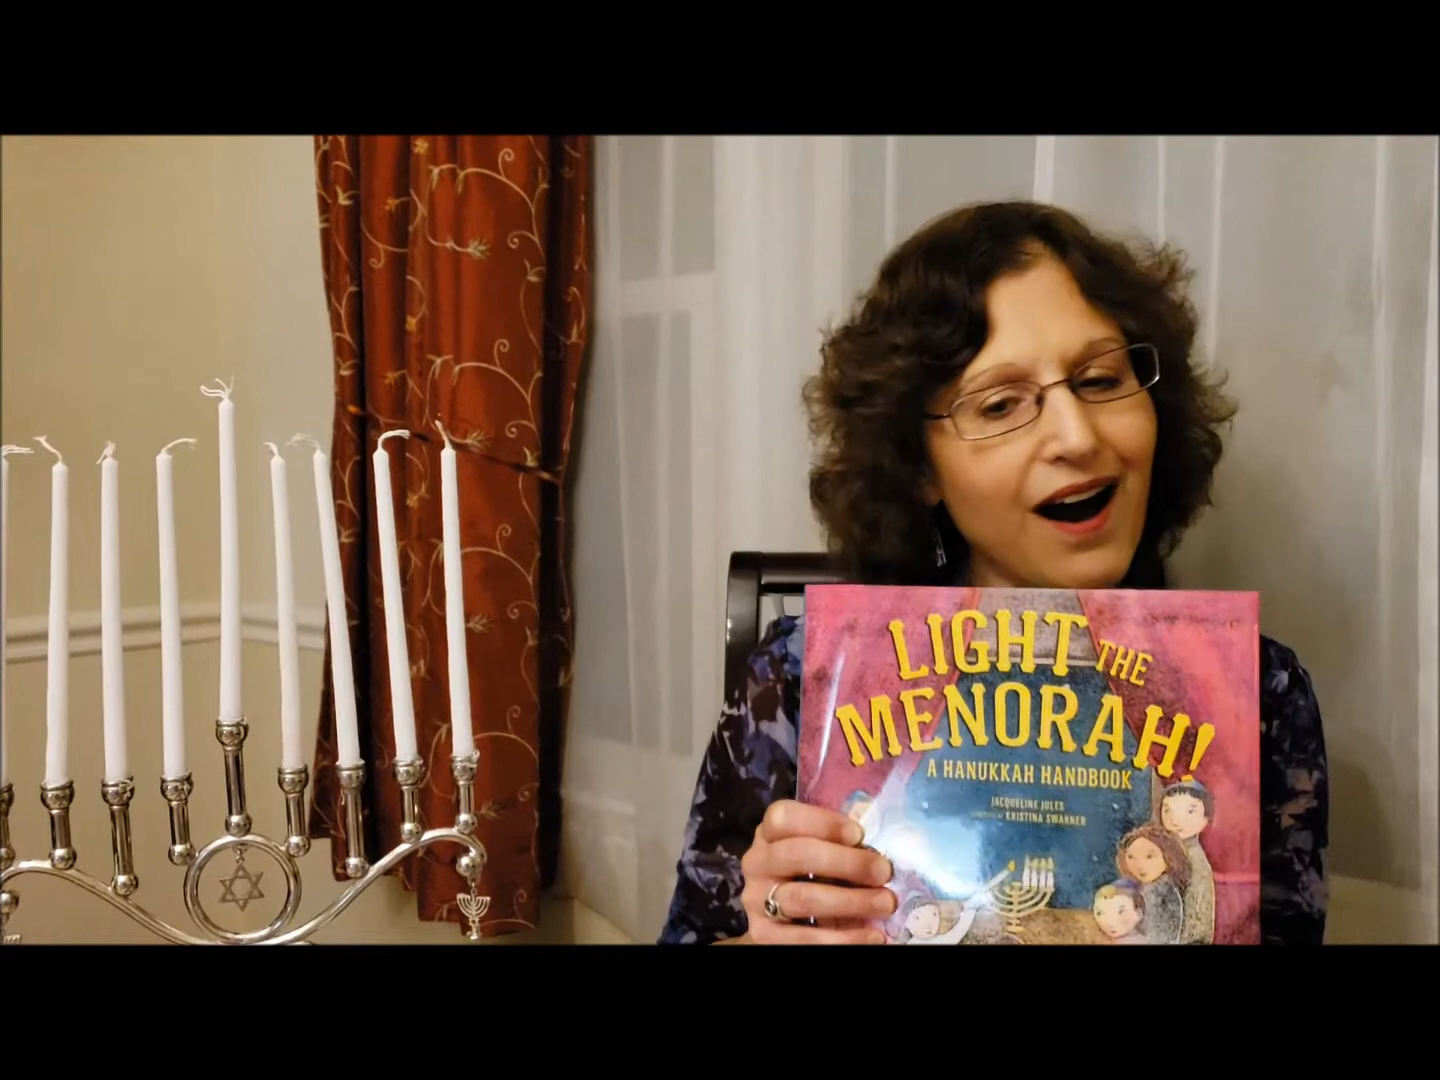 LIGHT THE
MENORAH!
A HANUKKAH HANDBOOK
JACQUELINE JULES
KRISTINA SWARNER